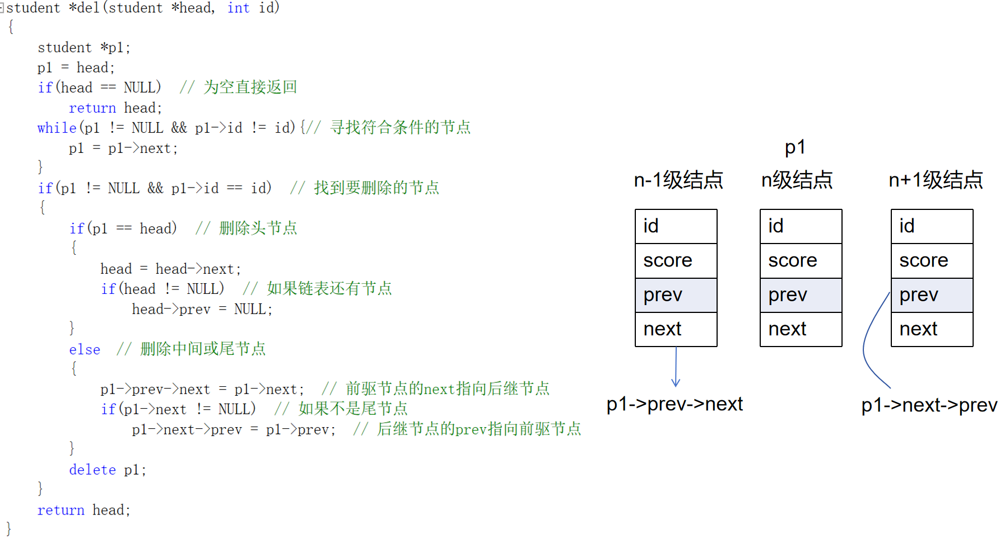 student *del(student *head, int id)
{
student *p1;
p1 = head;
if(head == NULL) // 为空直接返回
return head;
while(p1 != NULL && p1->id != id){// 寻找符合条件的节点
p1 = p1->next;
}
if(p1 != NULL && p1->id == id) // 找到要删除的节点
{
if(p1 == head) // 删除头节点
{
head = head->next;
if(head != NULL) // 如果链表还有节点
head->prev = NULL;
}
else // 删除中间或尾节点
{
p1->prev->next = p1->next; // 前驱节点的next指向后继节点
if(p1->next != NULL) // 如果不是尾节点
p1->next->prev = p1->prev; // 后继节点的prev指向前驱节点
}
delete p1;
}
return head;
}
p1
n-1级结点
n级结点
n+1级结点
id
score
prev
next
id
score
prev
next
id
score
prev
next
p1->prev->next
p1->next->prev